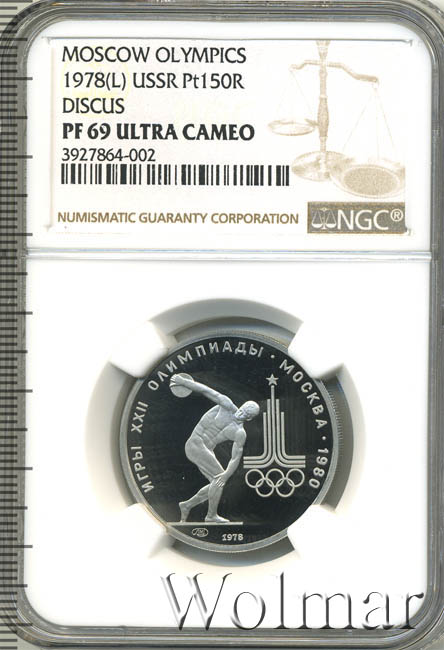 MOSCOW OLYMPICS
1978(L) USSR Pt150R
DISCUS
PF 69 ULTRA CAMEO
3927864-002
NUMISMATIC GUARANTY CORPORATION
NGC®
ИГРЫ XXII ОЛИМПИАДЫ · МОСКВА · 1980
1978
Wolmar